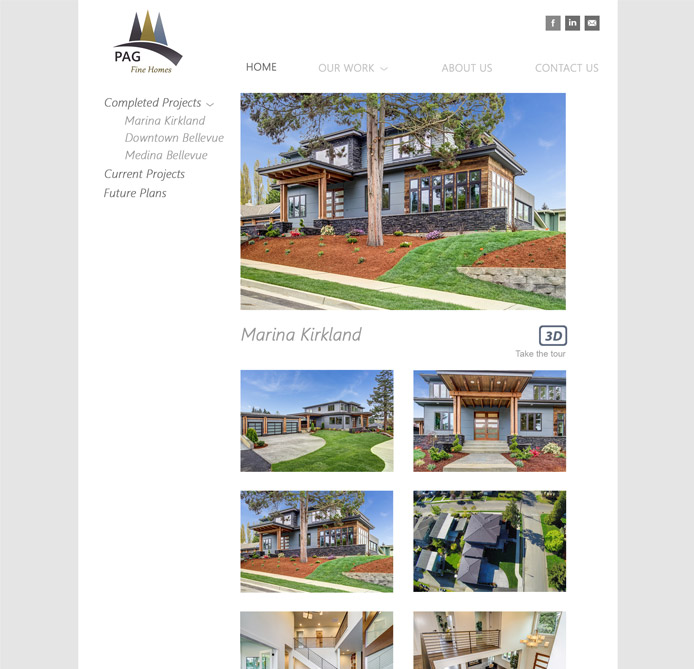 PAG
Fine Homes
f
in
HOME
OUR WORK
ABOUT US
CONTACT US
Completed Projects
Marina Kirkland
Downtown Bellevue
Medina Bellevue
Current Projects
Future Plans
Marina Kirkland
3D
Take the tour